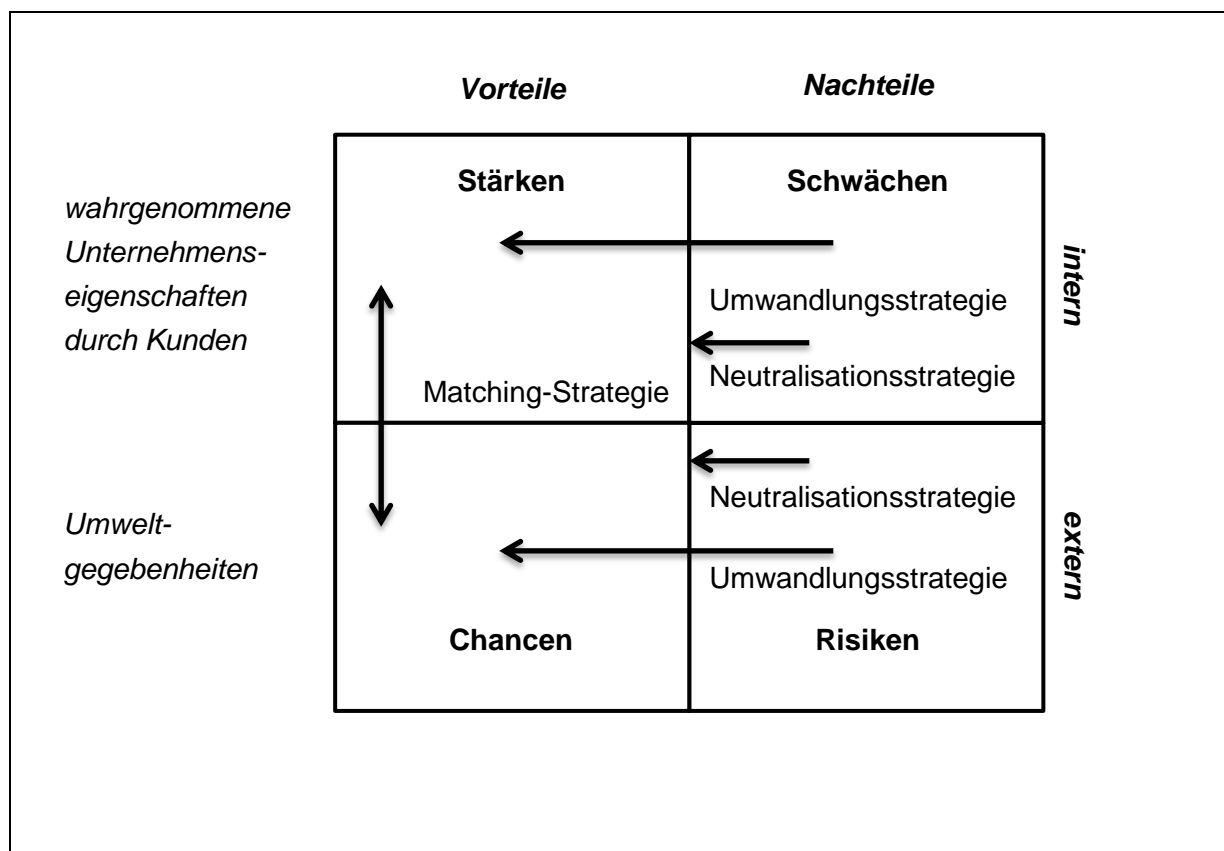 Vorteile
Nachteile
Stärken
Schwächen
wahrgenommene
Unternehmens-
eigenschaften
durch Kunden
intern
Umwandlungsstrategie
Neutralisationsstrategie
Matching-Strategie
Neutralisationsstrategie
Umwelt-
gegebenheiten
extern
Umwandlungsstrategie
Chancen
Risiken